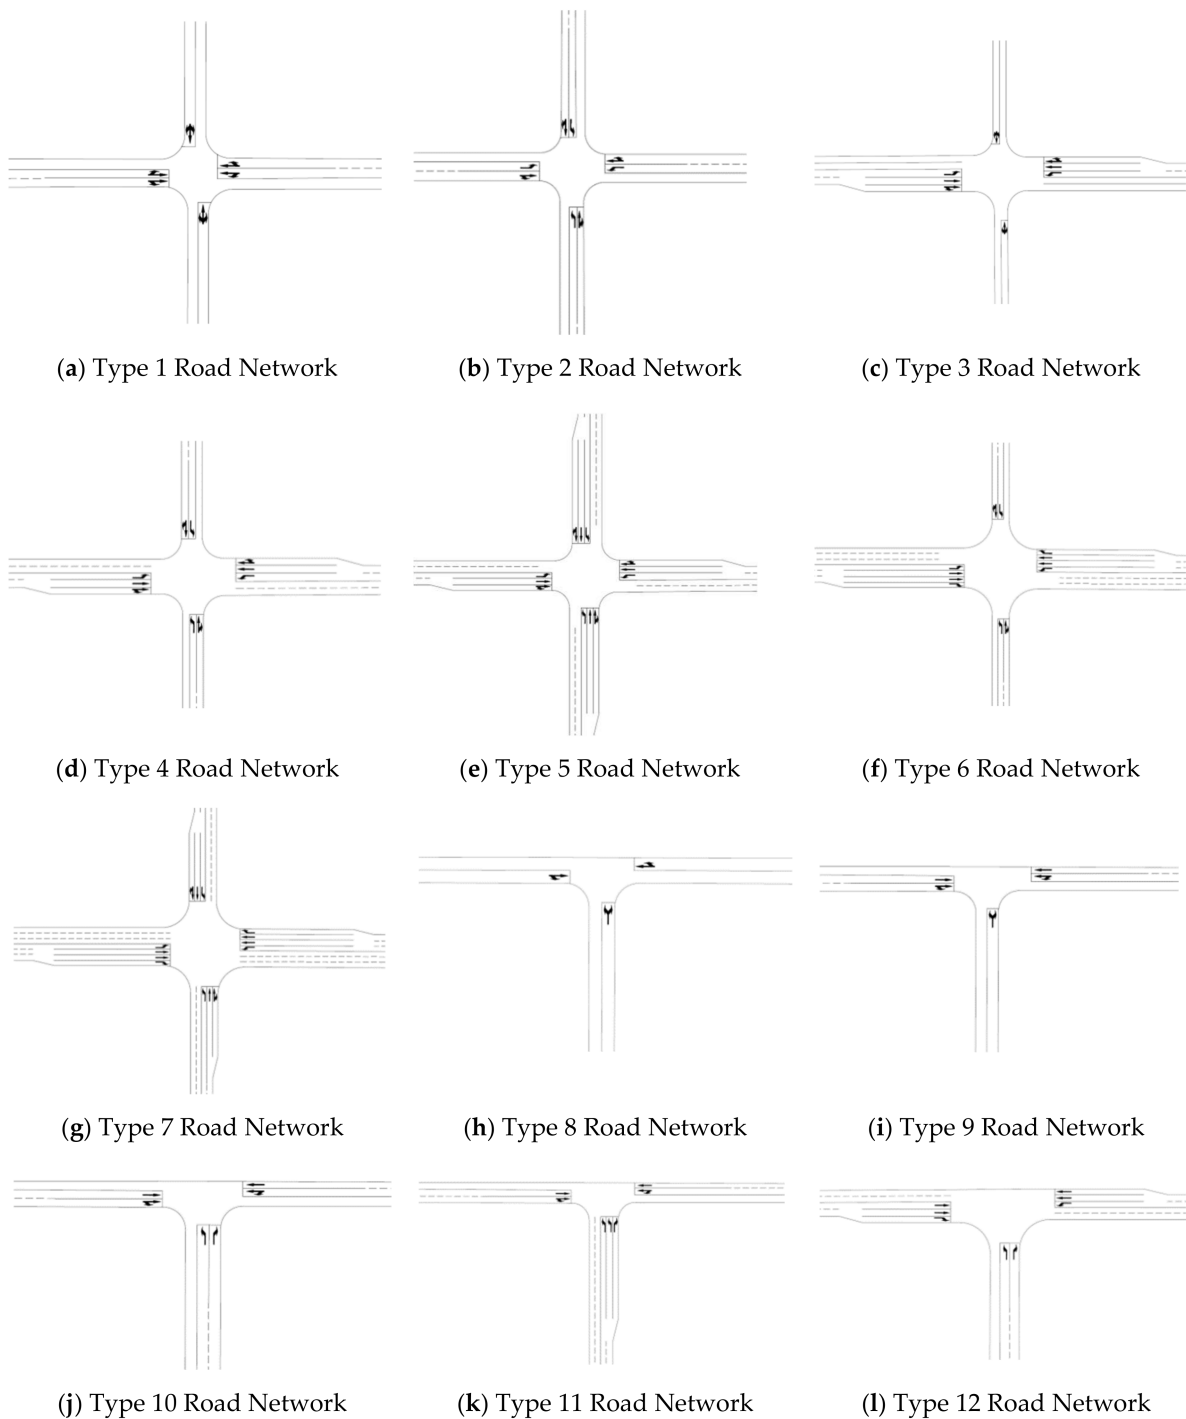 (a) Type 1 Road Network
(b) Type 2 Road Network
(c) Type 3 Road Network
(d) Type 4 Road Network
(e) Type 5 Road Network
(f) Type 6 Road Network
(g) Type 7 Road Network
(h) Type 8 Road Network
(i) Type 9 Road Network
(j) Type 10 Road Network
(k) Type 11 Road Network
(l) Type 12 Road Network